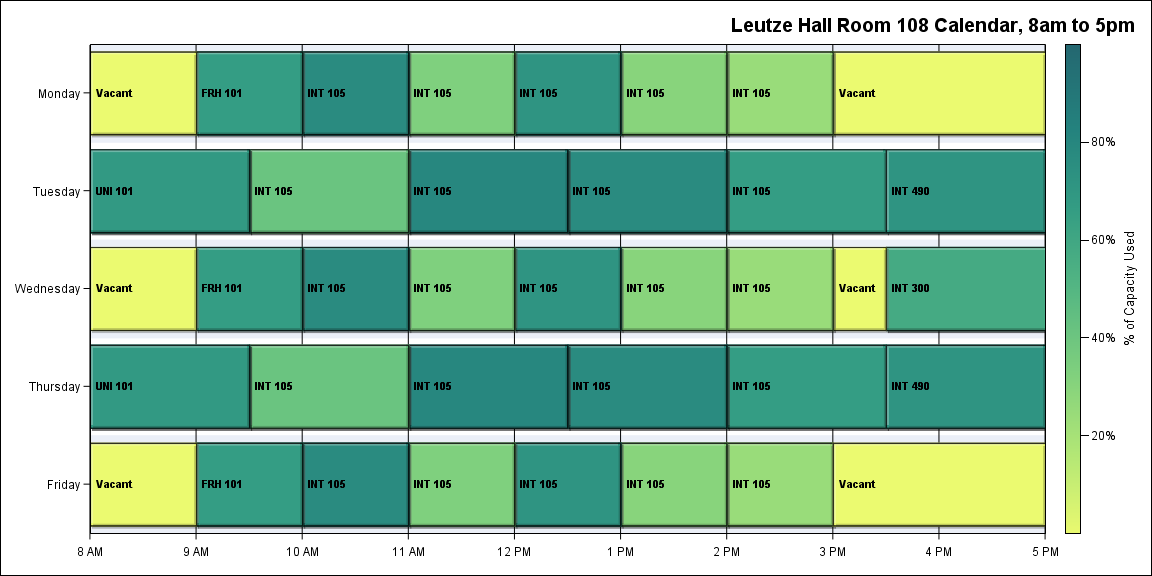 Leutze Hall Room 108 Calendar, 8am to 5pm
Monday
Vacant
FRH 101
INT 105
INT 105
INT 105
INT 105
INT 105
Vacant
Tuesday
UNI 101
INT 105
INT 105
INT 105
INT 105
INT 490
Wednesday
Vacant
FRH 101
INT 105
INT 105
INT 105
INT 105
INT 105
Vacant
INT 300
Thursday
UNI 101
INT 105
INT 105
INT 105
INT 105
INT 490
Friday
Vacant
FRH 101
INT 105
INT 105
INT 105
INT 105
INT 105
Vacant
8 AM
9 AM
10 AM
11 AM
12 PM
1 PM
2 PM
3 PM
4 PM
5 PM
80%
60%
40%
20%
% of Capacity Used